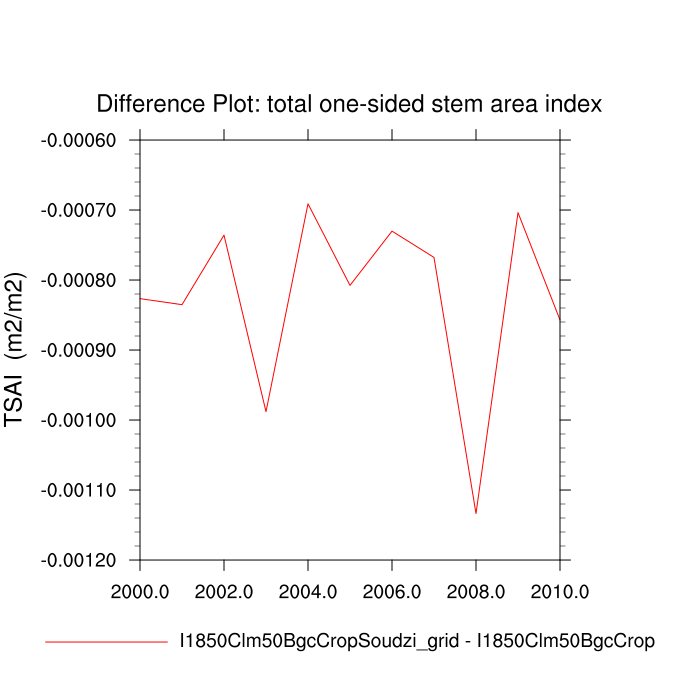 Difference Plot: total one-sided stem area index
-0.00060
-0.00070
-0.00080
-0.00090
-0.00100
-0.00110
-0.00120
TSAI (m2/m2)
2000.0 2002.0 2004.0 2006.0 2008.0 2010.0
I1850Clm50BgcCropSoudzi_grid - I1850Clm50BgcCrop